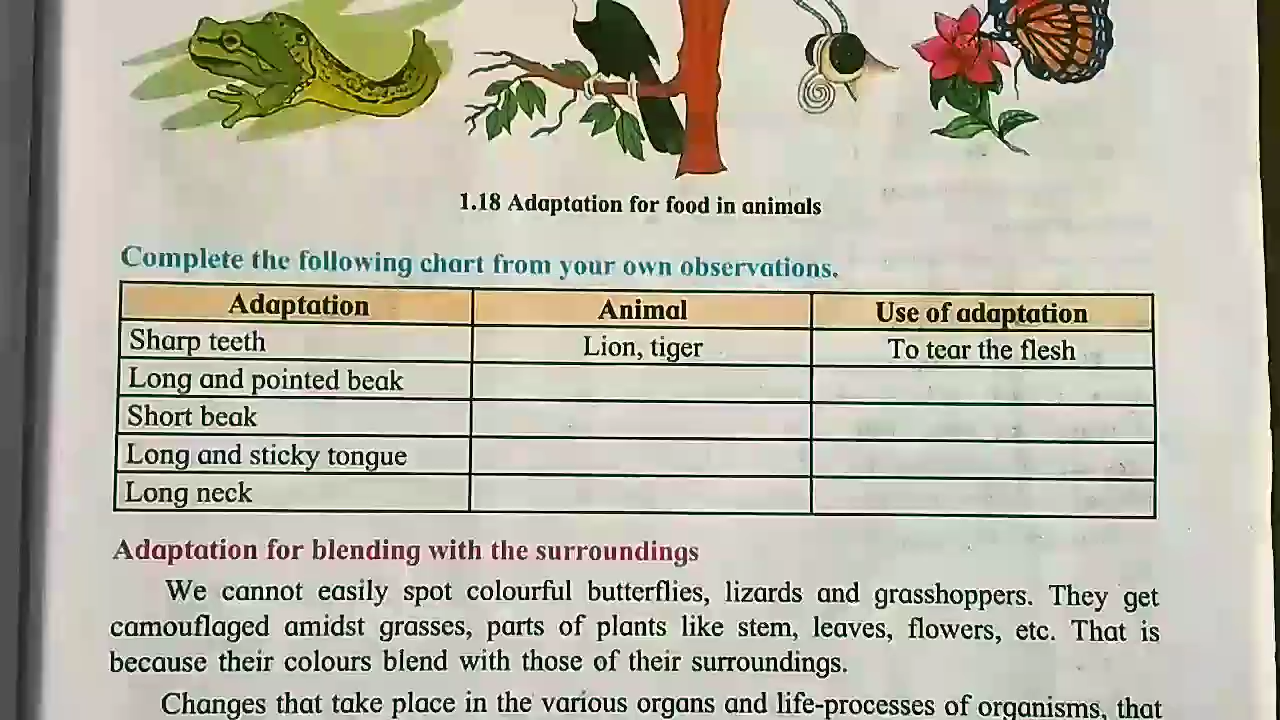 1.18 Adaptation for food in animals
Complete the following chart from your own observations.
Adaptation Animal Use of adaptation
Sharp teeth Lion, tiger To tear the flesh
Long and pointed beak
Short beak
Long and sticky tongue
Long neck
Adaptation for blending with the surroundings
We cannot easily spot colourful butterflies, lizards and grasshoppers. They get
camouflaged amidst grasses, parts of plants like stem, leaves, flowers, etc. That is
because their colours blend with those of their surroundings.
Changes that take place in the various organs and life-processes of organisms, that